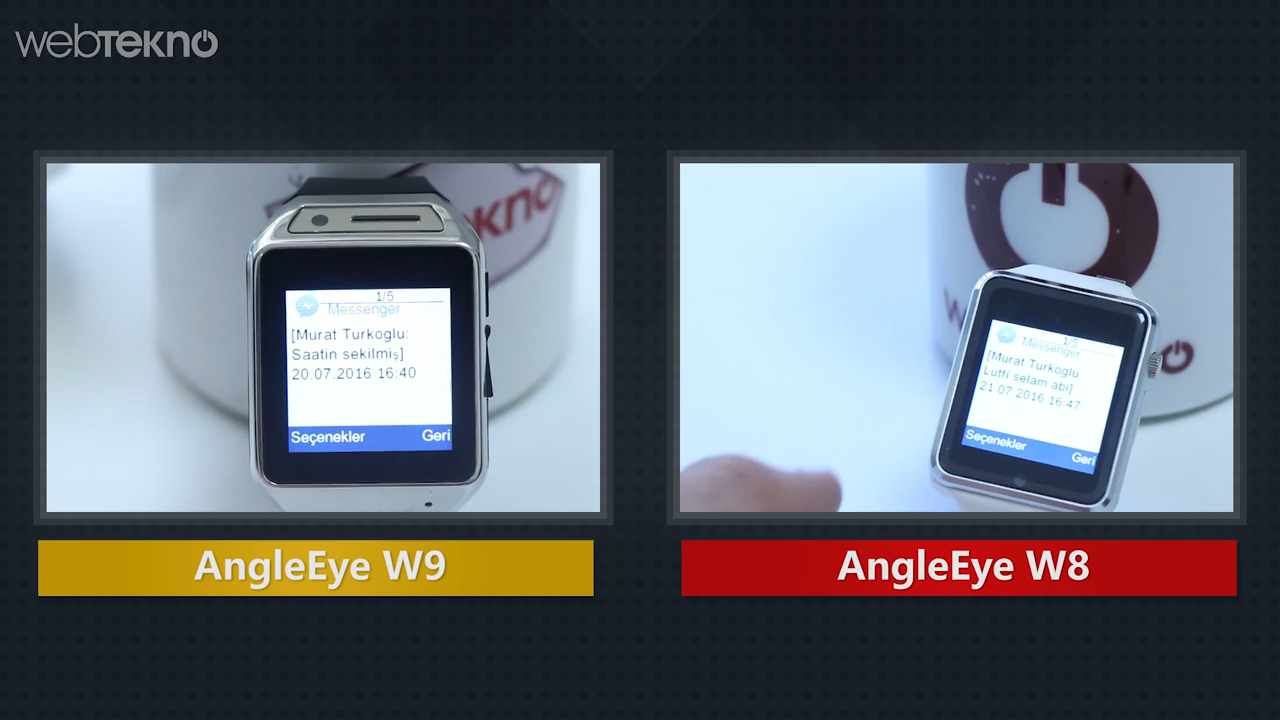 webTEKNO
1/5
Messenger
[Murat Turkoglu:
Saatin sekilmiş]
20.07.2016 16:40
Seçenekler Geri
1/5
Messenger
[Murat Turkoglu:
Lutfi selam abi]
21.07.2016 16:47
Seçenekler
Geri
AngleEye W9
AngleEye W8